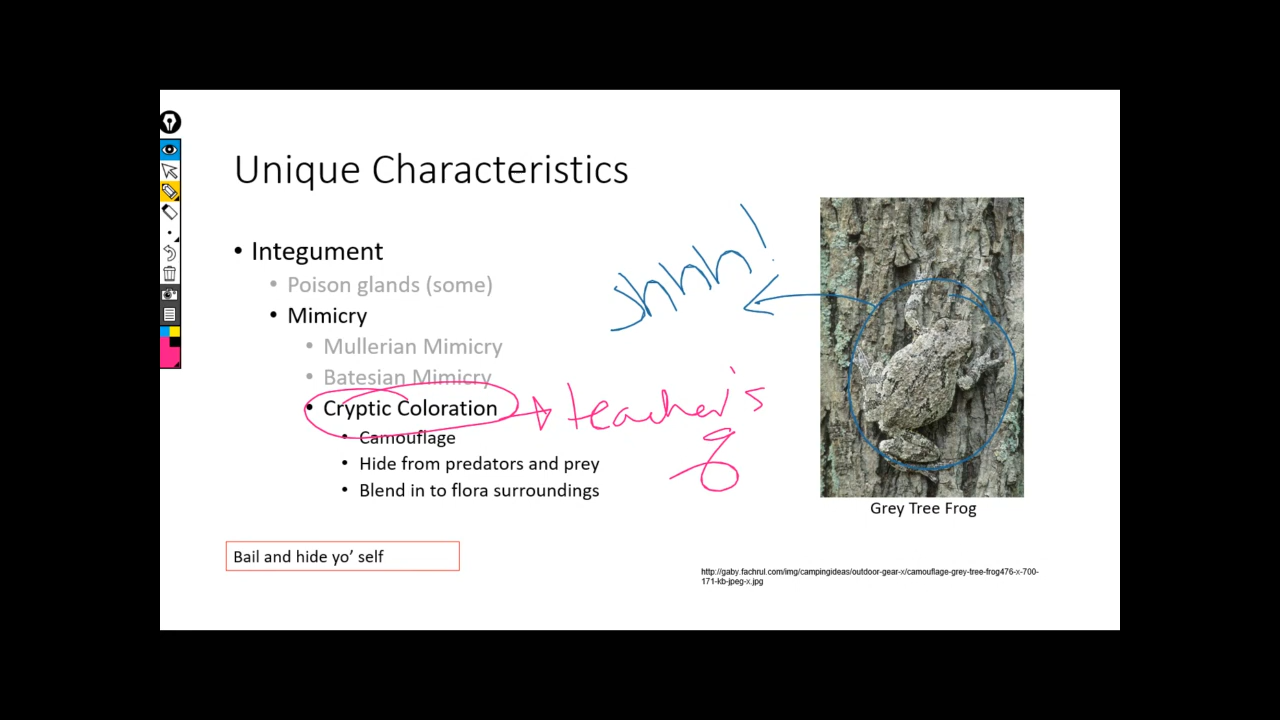 Unique Characteristics
• Integument
• Poison glands (some)
• Mimicry
• Mullerian Mimicry
• Batesian Mimicry
• Cryptic Coloration
• Camouflage
• Hide from predators and prey
• Blend in to flora surroundings
shhh!
teacher's
Grey Tree Frog
Bail and hide yo’ self
http://gaby.fachrul.com/img/campingideas/outdoor-gear-x/camouflage-grey-tree-frog476-x-700-
171-kb-jpeg-x.jpg